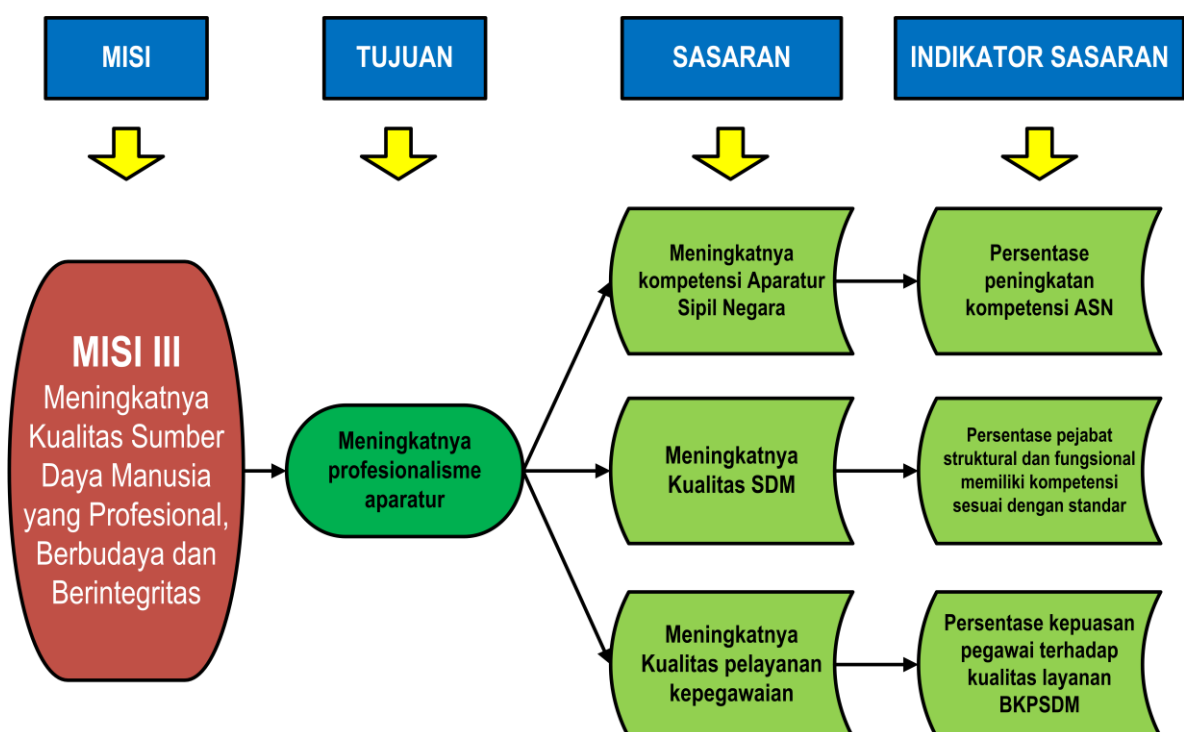 MISI
TUJUAN
SASARAN
INDIKATOR SASARAN
MISI III
Meningkatnya
Kualitas Sumber
Daya Manusia
yang Profesional,
Berbudaya dan
Berintegritas
Meningkatnya
profesionalisme
aparatur
Meningkatnya
kompetensi Aparatur
Sipil Negara
Persentase
peningkatan
kompetensi ASN
Meningkatnya
Kualitas SDM
Persentase pejabat
struktural dan fungsional
memiliki kompetensi
sesuai dengan standar
Meningkatnya
Kualitas pelayanan
kepegawaian
Persentase kepuasan
pegawai terhadap
kualitas layanan
BKPSDM